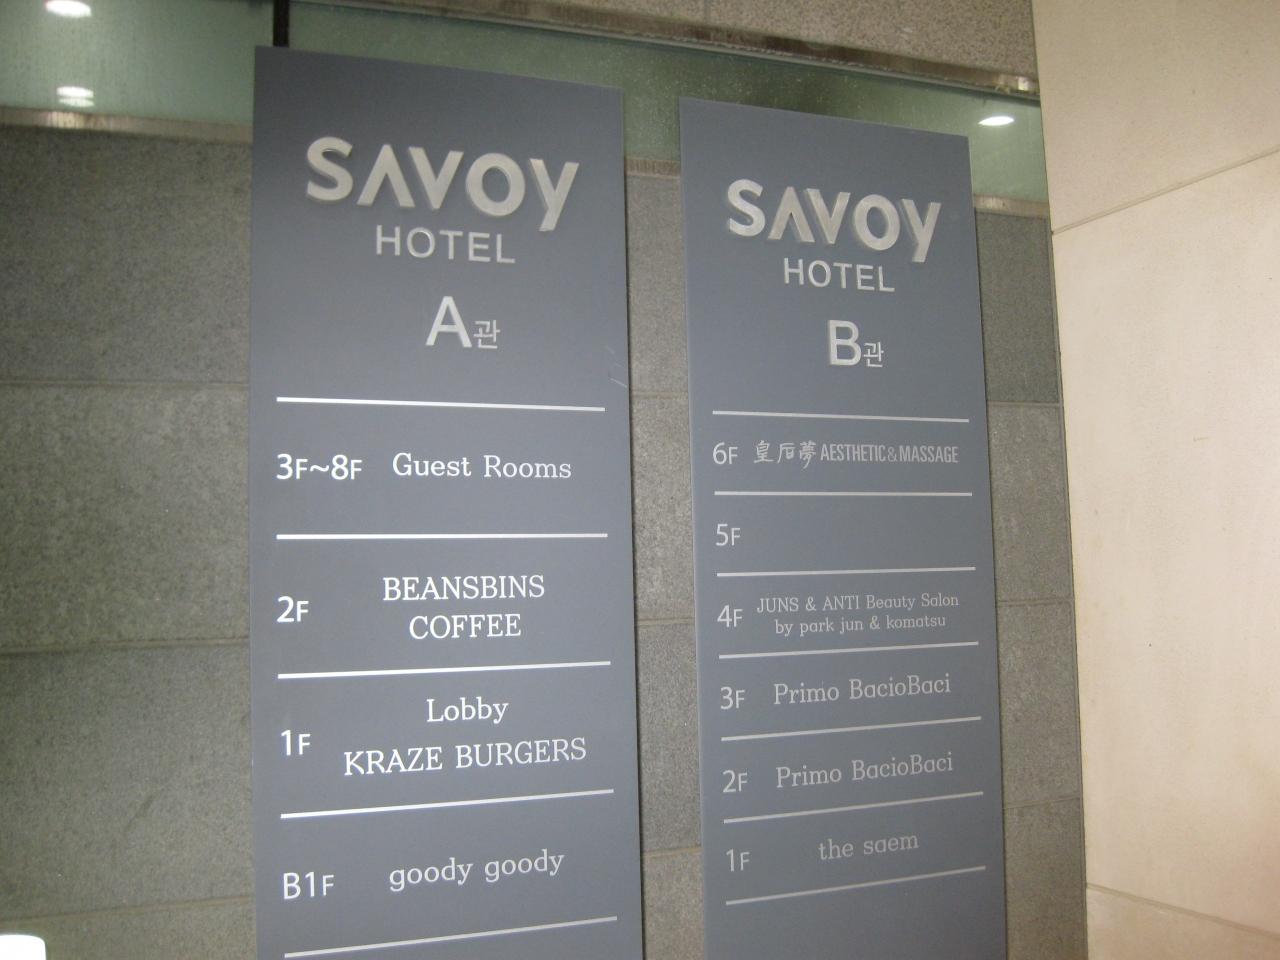 SAVOY
HOTEL
A관
3F~8F Guest Rooms
2F BEANSBINS
COFFEE
1F Lobby
KRAZE BURGERS
B1F goody goody
SAVOY
HOTEL
B관
6F 皇后夢 AESTHETIC&MASSAGE
5F
4F JUNS & ANTI Beauty Salon
by park jun & komatsu
3F Primo BacioBaci
2F Primo BacioBaci
1F the saem